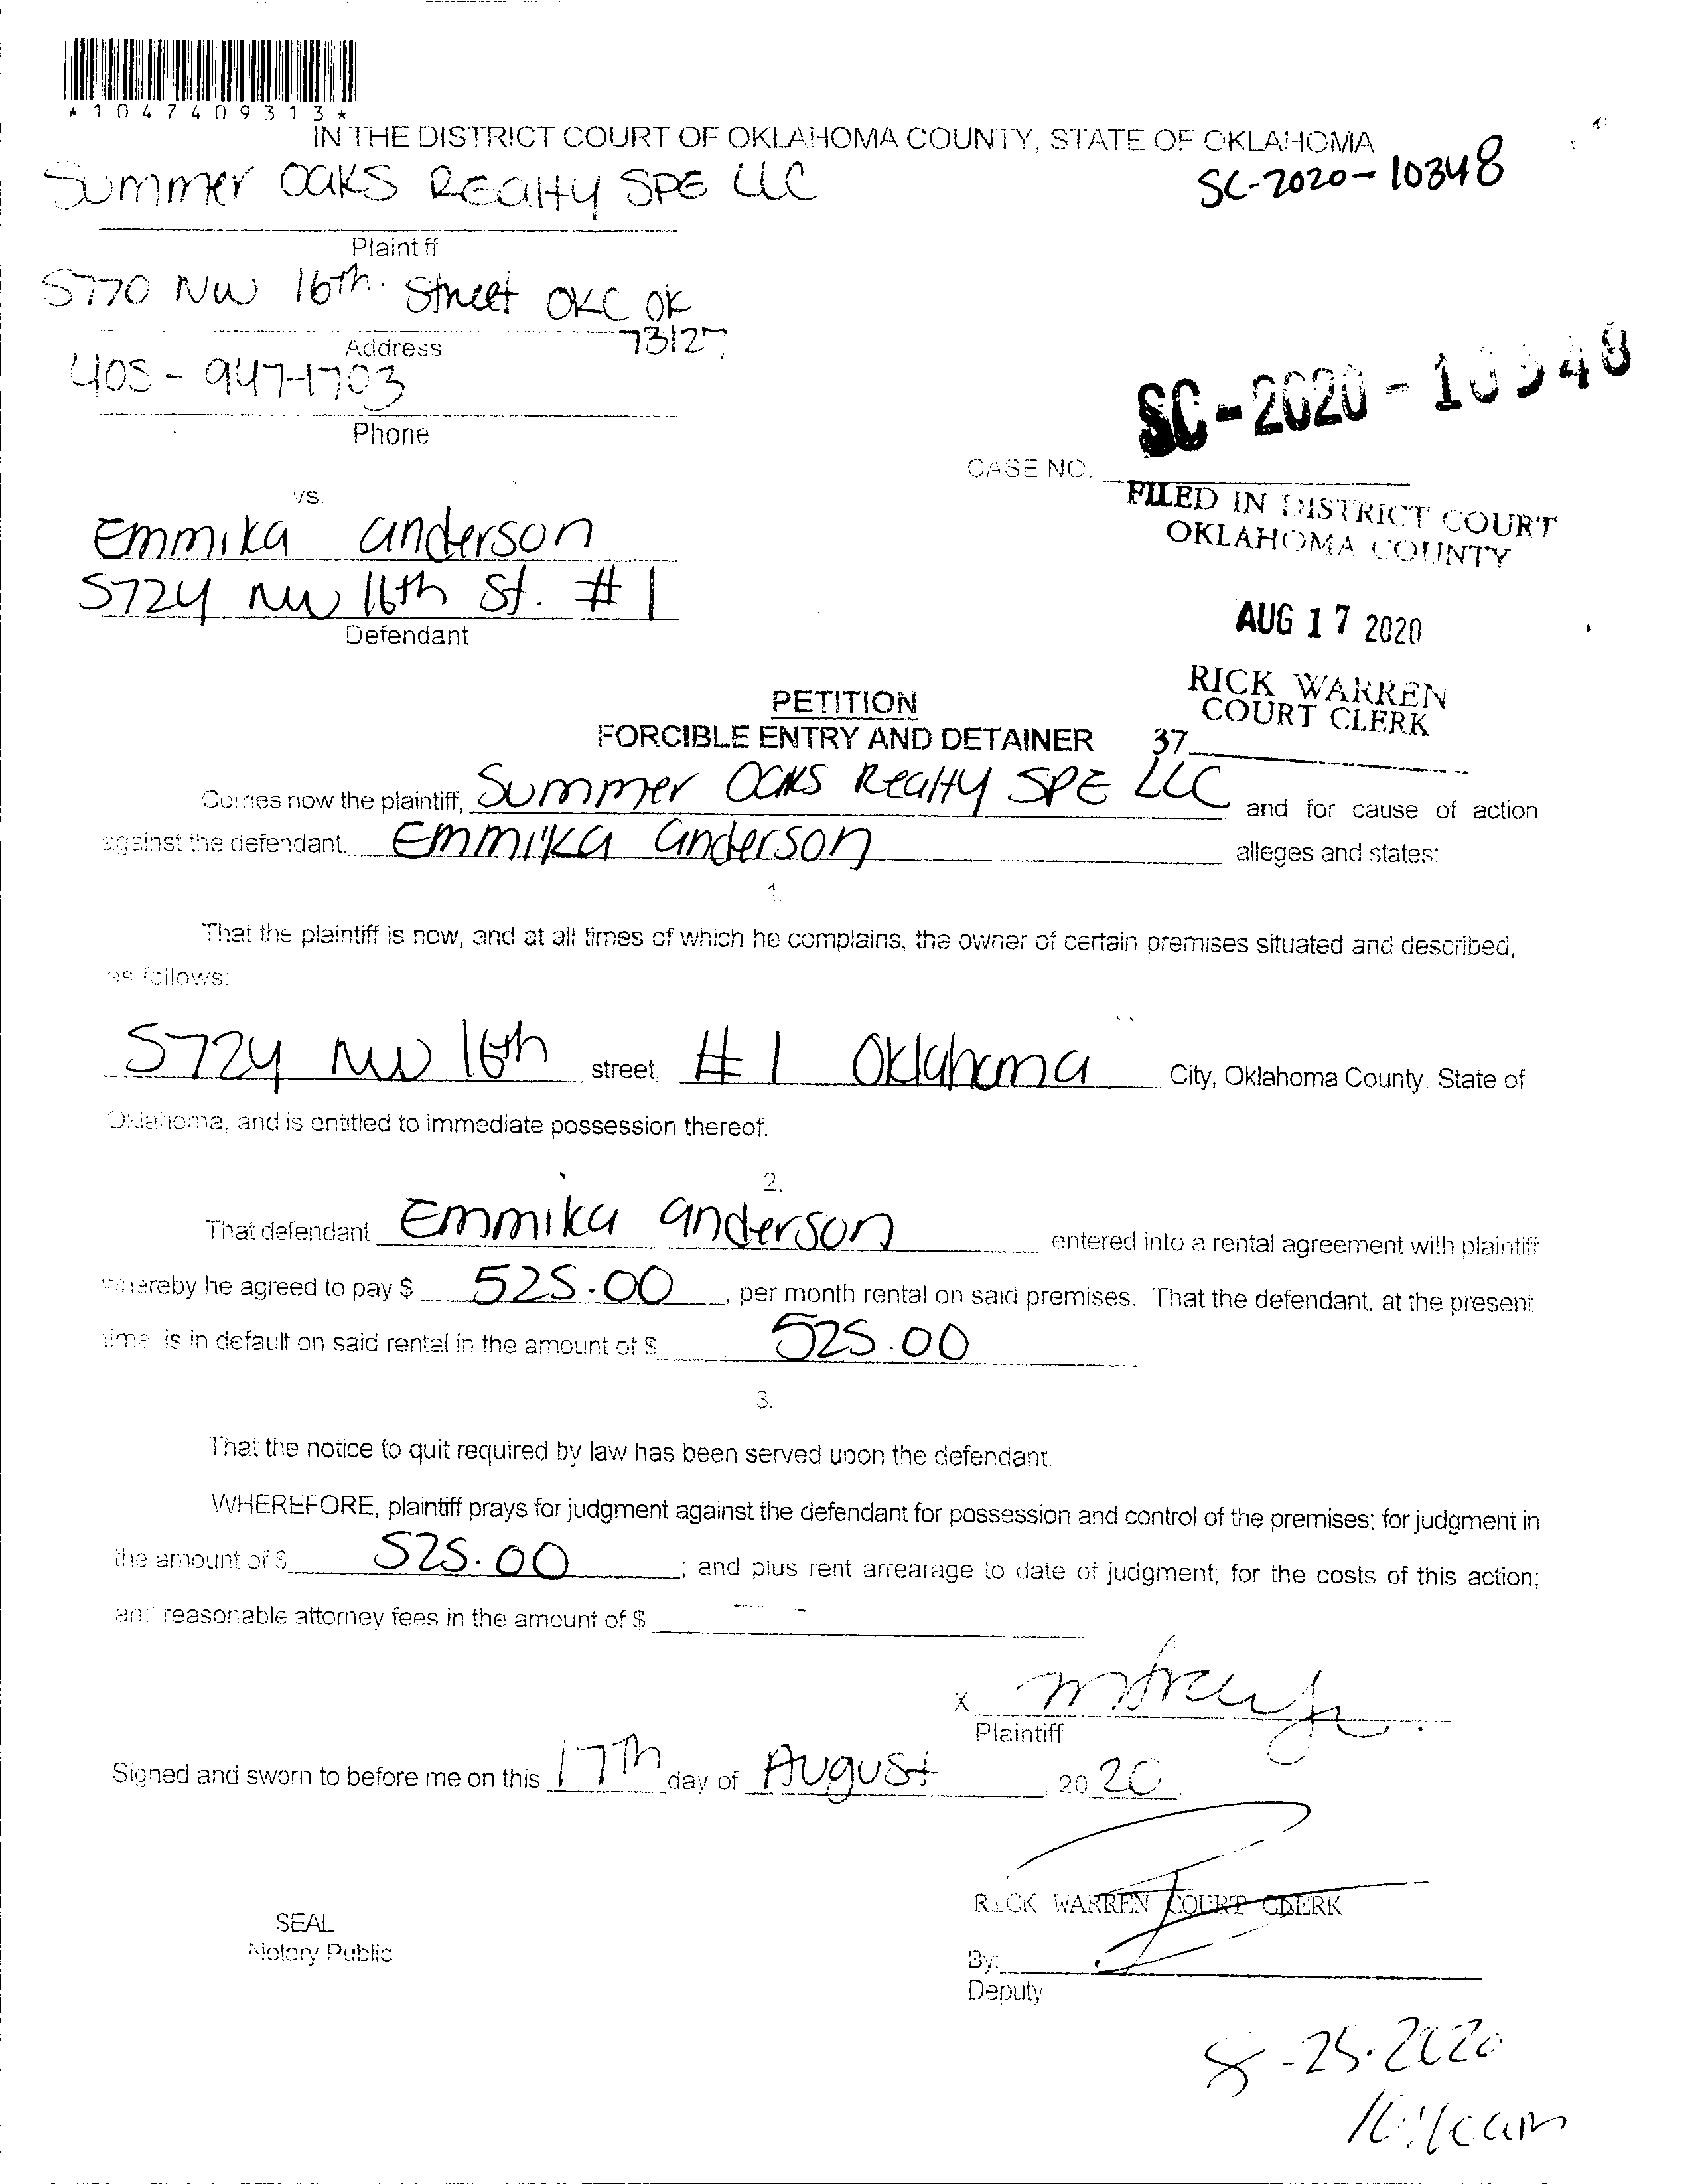 *1047409313*
IN THE DISTRICT COURT OF OKLAHOMA COUNTY, STATE OF OKLAHOMA
Summer Oaks Realty SPE LLC
SC-2020-10348
Plaintiff
5770 NW 16th. Street OKC OK
73127
Address
405-947-1703
Phone
SC-2020-10348
CASE NO.
vs.
FILED IN DISTRICT COURT
OKLAHOMA COUNTY
Emmika anderson
5724 NW 16th St. #1
Defendant
AUG 17 2020
RICK WARREN
COURT CLERK
37
PETITION
FORCIBLE ENTRY AND DETAINER
Comes now the plaintiff, Summer Oaks Realty SPE LLC, and for cause of action
against the defendant, Emmika anderson alleges and states:
1.
That the plaintiff is now, and at all times of which he complains, the owner of certain premises situated and described,
as follows:
5724 NW 16th street, #1 Oklahoma City, Oklahoma County, State of
Oklahoma, and is entitled to immediate possession thereof.
2.
That defendant Emmika anderson entered into a rental agreement with plaintiff
whereby he agreed to pay $ 525.00, per month rental on said premises. That the defendant, at the present
time is in default on said rental in the amount of $ 525.00
3.
That the notice to quit required by law has been served upon the defendant.
WHEREFORE, plaintiff prays for judgment against the defendant for possession and control of the premises; for judgment in
the amount of $ 525.00; and plus rent arrearage to date of judgment; for the costs of this action;
and reasonable attorney fees in the amount of $
X
Plaintiff
Signed and sworn to before me on this 17th day of August, 2020.
RICK WARREN COURT CLERK
SEAL
Notary Public
By:
Deputy
8-25-2020